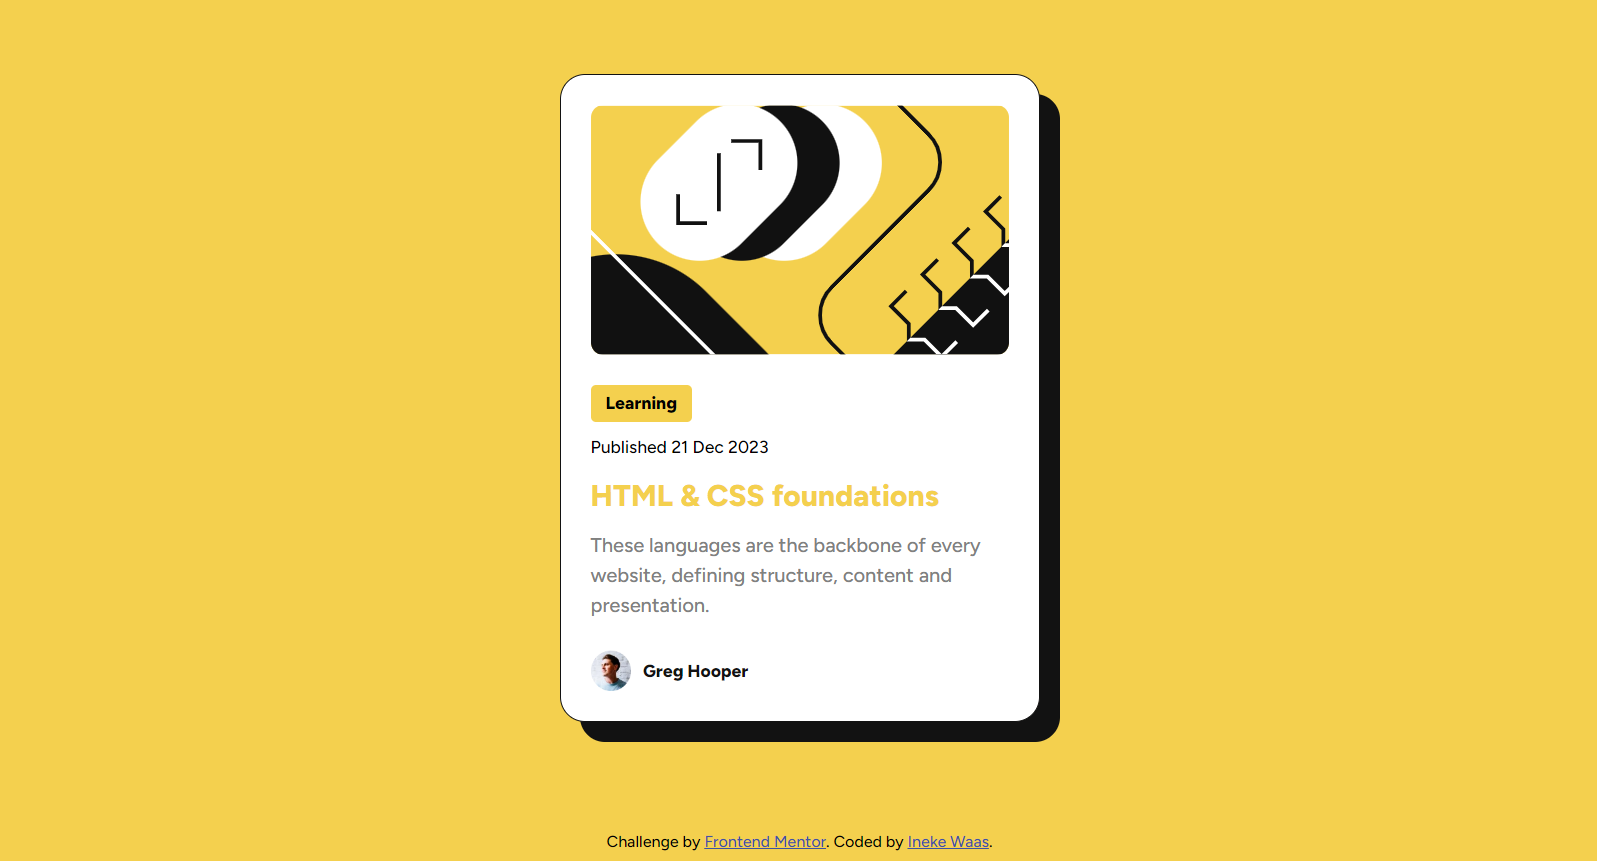 Learning
Published 21 Dec 2023
HTML & CSS foundations
These languages are the backbone of every
website, defining structure, content and
presentation.
Greg Hooper
Challenge by Frontend Mentor. Coded by Ineke Waas.